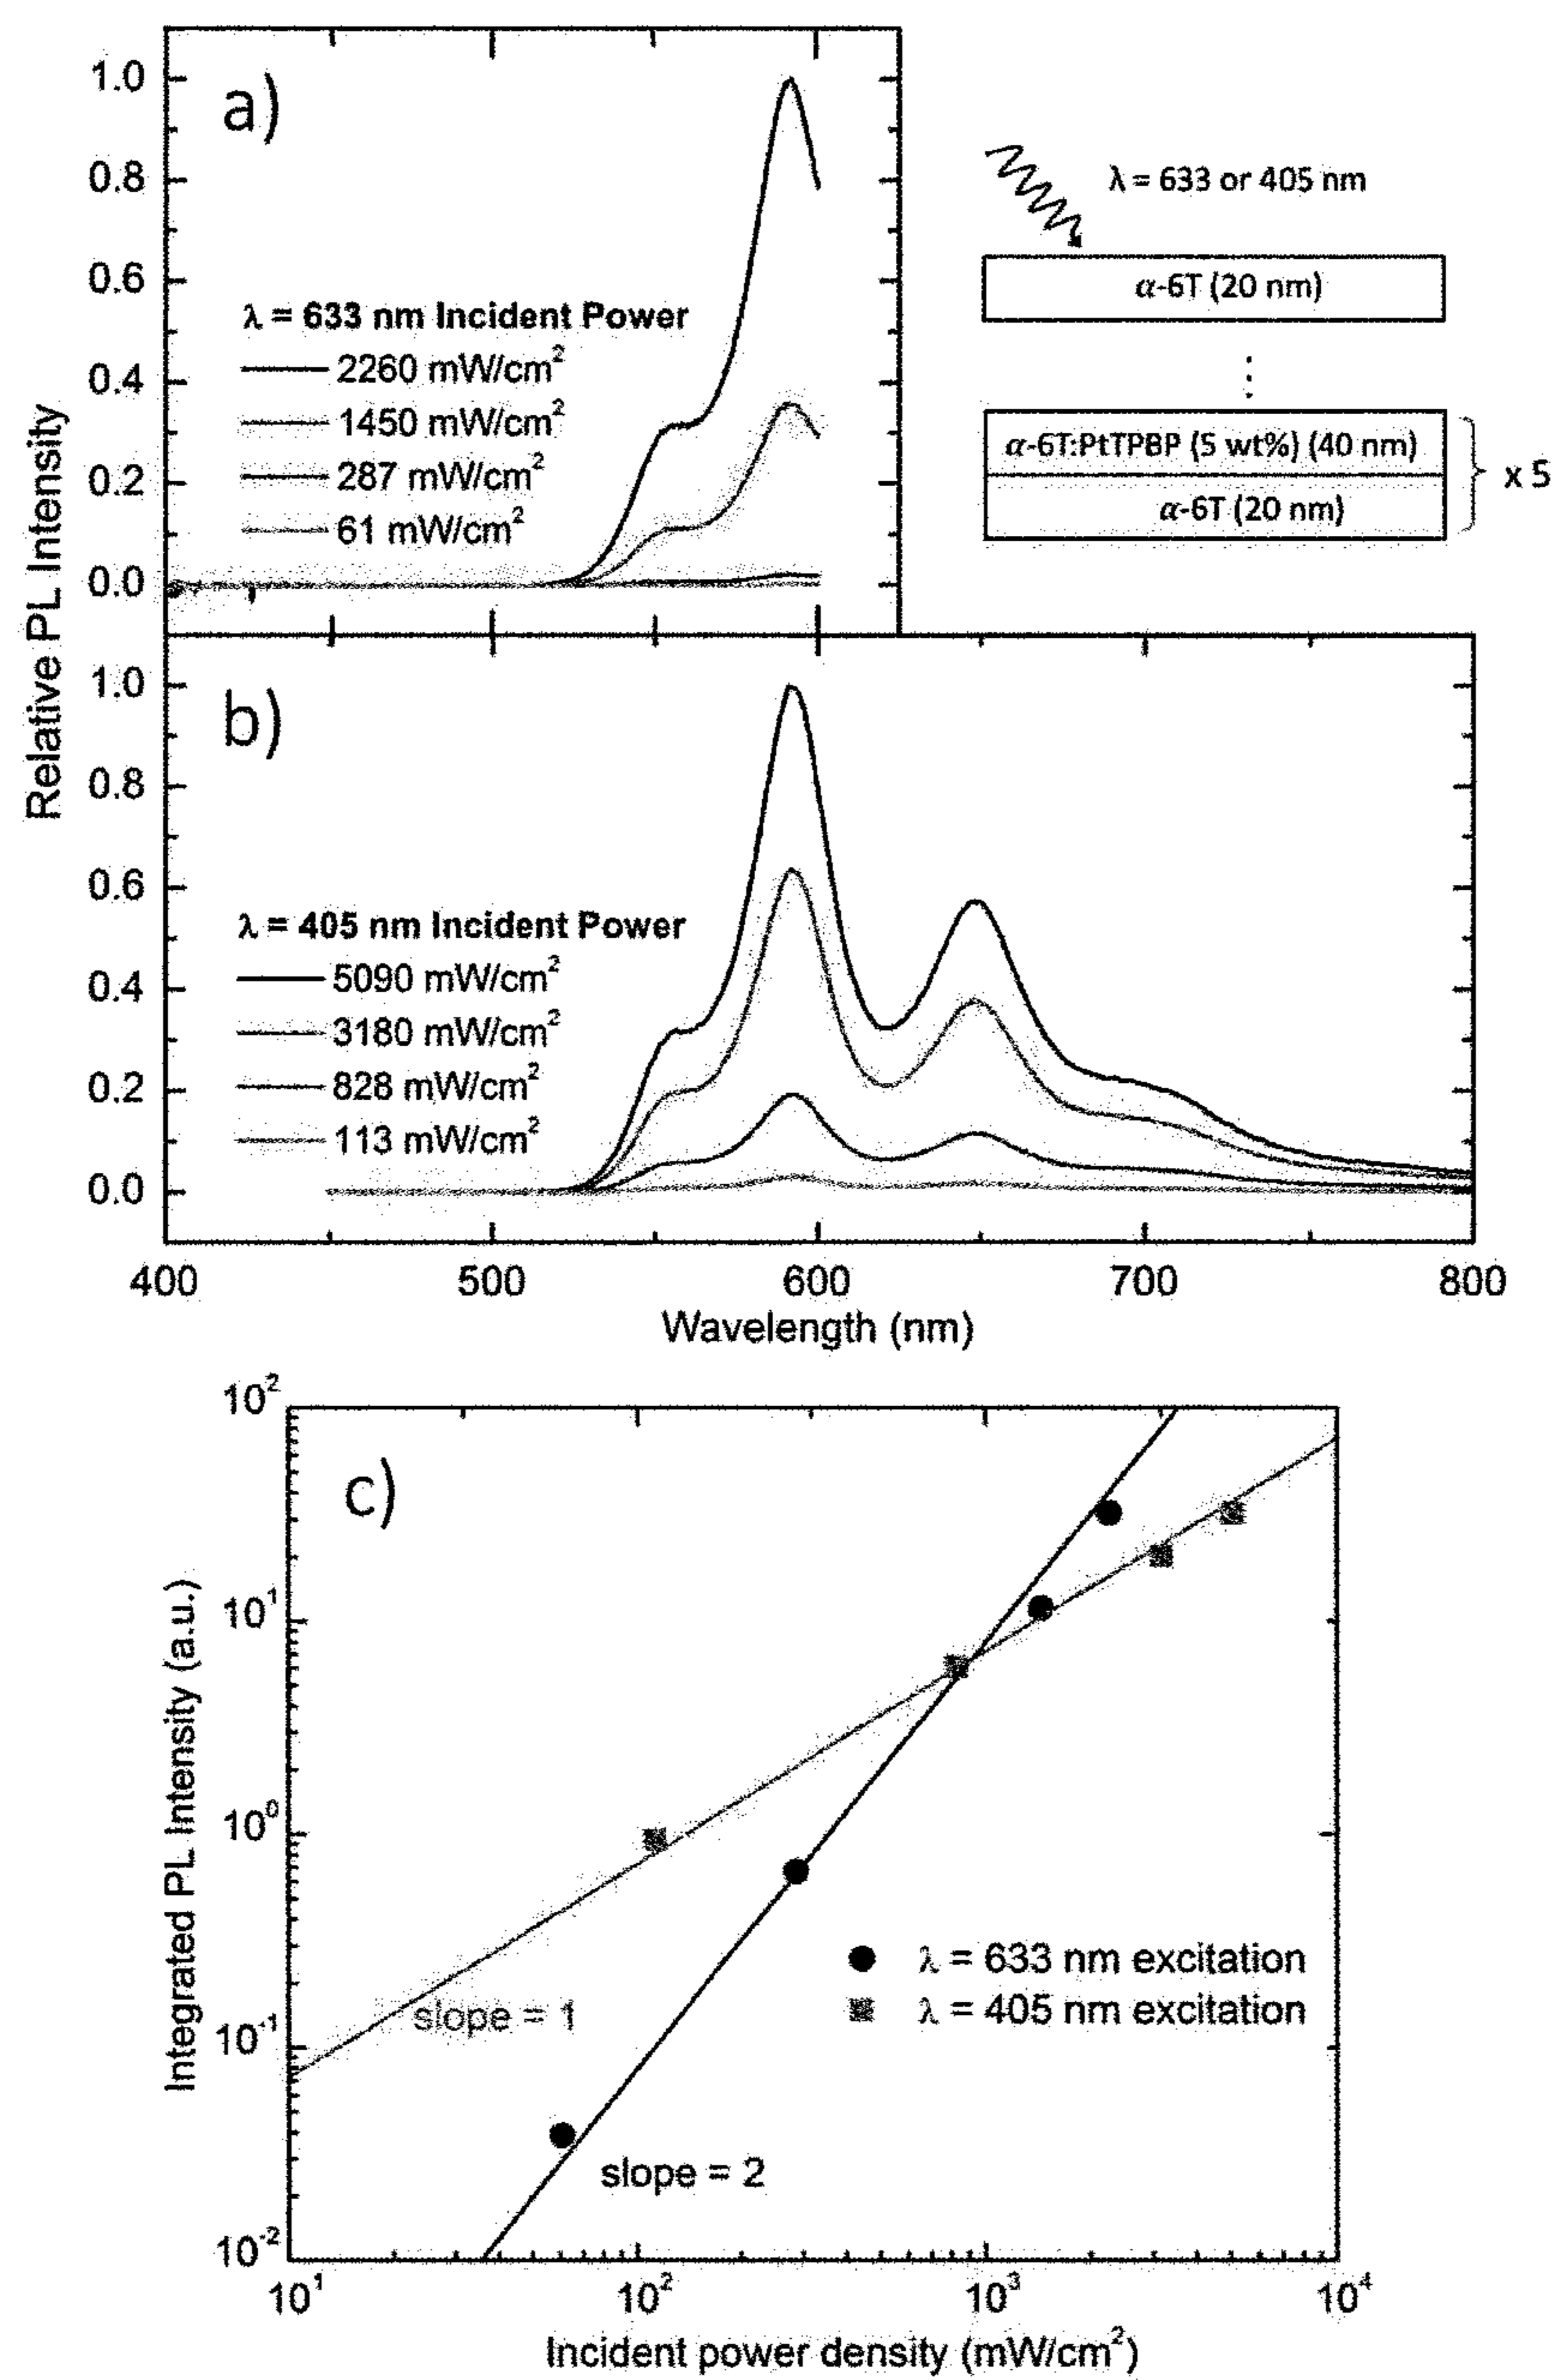 1.0
0.8
0.6
0.4
0.2
0.0
a)
λ = 633 nm Incident Power
2260 mW/cm²
1450 mW/cm²
287 mW/cm²
61 mW/cm²
λ = 633 or 405 nm
α-6T (20 nm)
⋮
α-6T:PtTPBP (5 wt%) (40 nm)
α-6T (20 nm)
x 5
Relative PL Intensity
1.0
0.8
0.6
0.4
0.2
0.0
b)
λ = 405 nm Incident Power
5090 mW/cm²
3180 mW/cm²
828 mW/cm²
113 mW/cm²
400 500 600 700 800
Wavelength (nm)
10²
10¹
10⁰
10⁻¹
10⁻²
c)
Integrated PL Intensity (a.u.)
λ = 633 nm excitation
λ = 405 nm excitation
slope = 1
slope = 2
10¹ 10² 10³ 10⁴
Incident power density (mW/cm²)